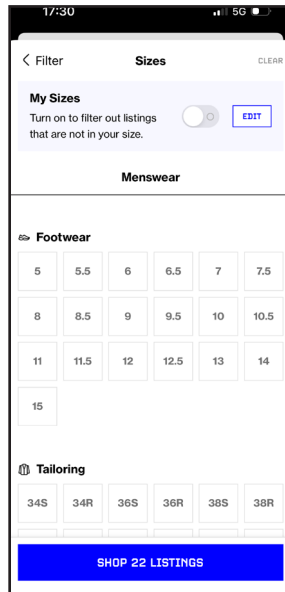 17:30
5G
Filter
Sizes
CLEAR
My Sizes
Turn on to filter out listings
that are not in your size.
EDIT
Menswear
Footwear
5 5.5 6 6.5 7 7.5
8 8.5 9 9.5 10 10.5
11 11.5 12 12.5 13 14
15
Tailoring
34S 34R 36S 36R 38S 38R
SHOP 22 LISTINGS